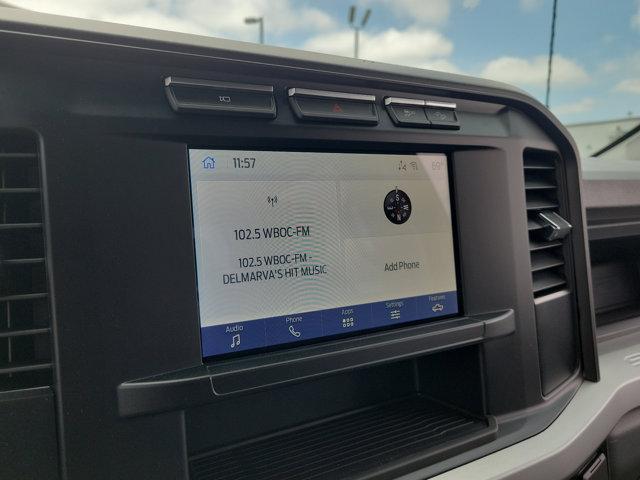 11:57
69°
102.5 WBOC-FM
102.5 WBOC-FM -
DELMARVA'S HIT MUSIC
Add Phone
Audio
Phone
Apps
Settings
Features